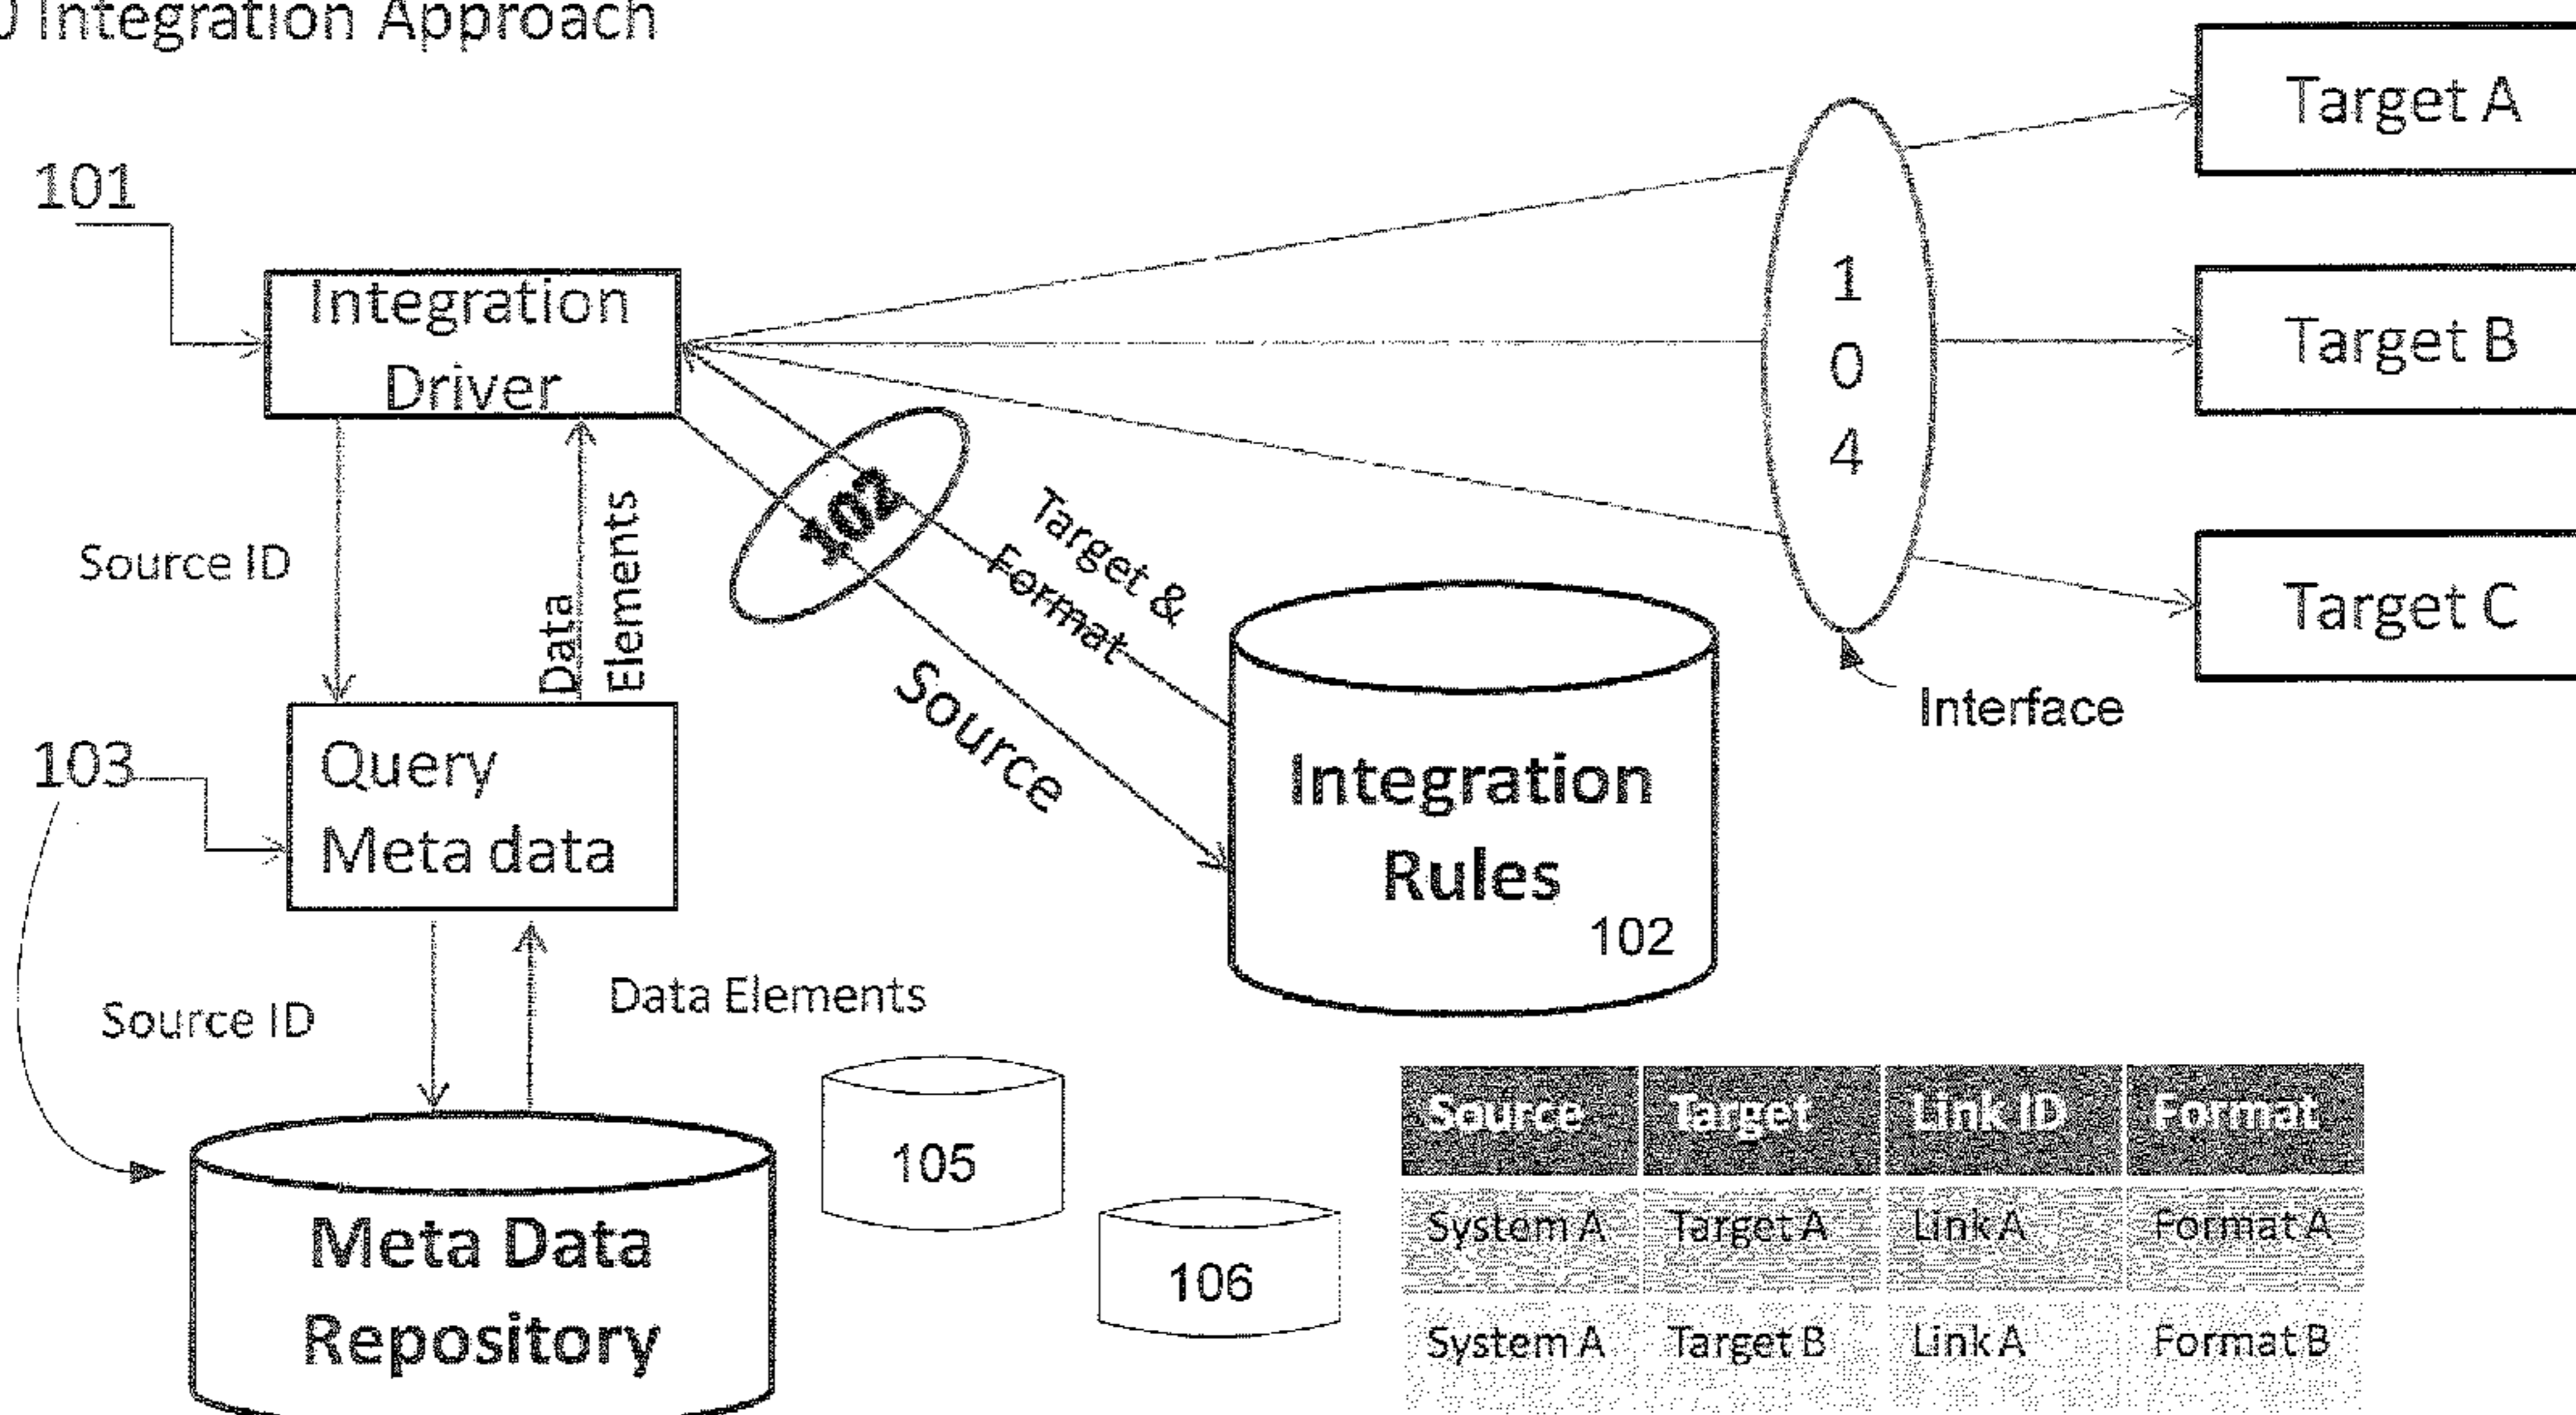 Integration Approach
Target A
101
Integration
Driver
1
0
4
Target B
102
Target &
Format
Source ID
Data
Elements
Target C
Source
Interface
103
Query
Meta data
Integration
Rules
102
Source ID
Data Elements
105
106
Meta Data
Repository
Source Target Link ID Format
System A Target A Link A Format A
System A Target B Link A Format B